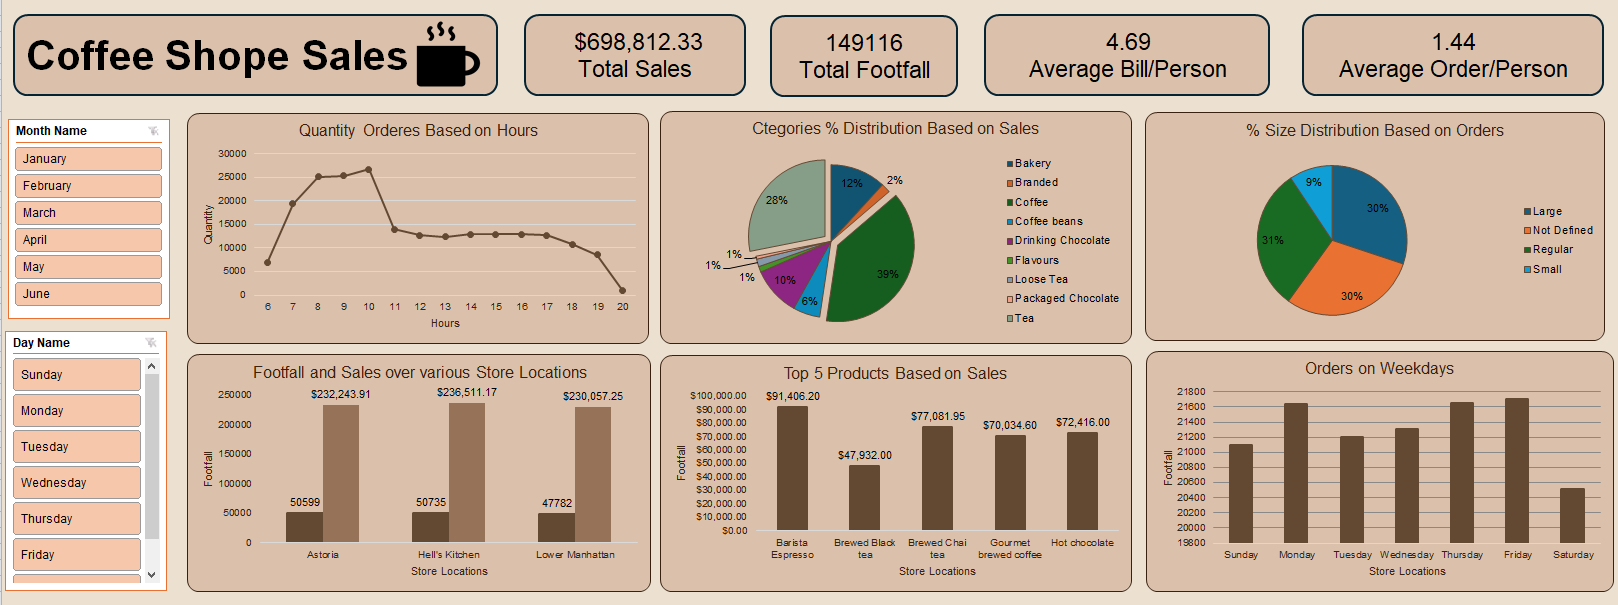 Coffee Shope Sales
$698,812.33
Total Sales
149116
Total Footfall
4.69
Average Bill/Person
1.44
Average Order/Person
Month Name
January
February
March
April
May
June
Day Name
Sunday
Monday
Tuesday
Wednesday
Thursday
Friday
Quantity Orderes Based on Hours
30000
25000
20000
15000
10000
5000
0
Quantity
6 7 8 9 10 11 12 13 14 15 16 17 18 19 20
Hours
Ctegories % Distribution Based on Sales
12%
2%
39%
6%
10%
1%
1%
1%
28%
Bakery
Branded
Coffee
Coffee beans
Drinking Chocolate
Flavours
Loose Tea
Packaged Chocolate
Tea
% Size Distribution Based on Orders
30%
30%
31%
9%
Large
Not Defined
Regular
Small
Footfall and Sales over various Store Locations
250000
200000
150000
100000
50000
0
Footfall
$232,243.91
$236,511.17
$230,057.25
50599
50735
47782
Astoria
Hell's Kitchen
Lower Manhattan
Store Locations
Top 5 Products Based on Sales
$100,000.00
$90,000.00
$80,000.00
$70,000.00
$60,000.00
$50,000.00
$40,000.00
$30,000.00
$20,000.00
$10,000.00
$0.00
Footfall
$91,406.20
$47,932.00
$77,081.95
$70,034.60
$72,416.00
Barista
Espresso
Brewed Black
tea
Brewed Chai
tea
Gourmet
brewed coffee
Hot chocolate
Store Locations
Orders on Weekdays
21800
21600
21400
21200
21000
20800
20600
20400
20200
20000
19800
Footfall
Sunday Monday Tuesday Wednesday Thursday Friday Saturday
Store Locations